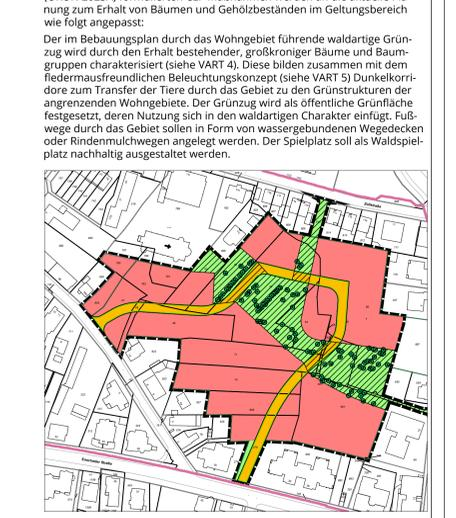 nung zum Erhalt von Bäumen und Gehölzbeständen im Geltungsbereich
wie folgt angepasst:
Der im Bebauungsplan durch das Wohngebiet führende waldartige Grün-
zug wird durch den Erhalt bestehender, großkroniger Bäume und Baum-
gruppen charakterisiert (siehe VART 4). Diese bilden zusammen mit dem
fledermausfreundlichen Beleuchtungskonzept (siehe VART 5) Dunkelkorri-
dore zum Transfer der Tiere durch das Gebiet zu den Grünstrukturen der
angrenzenden Wohngebiete. Der Grünzug wird als öffentliche Grünfläche
festgesetzt, deren Nutzung sich in den waldartigen Charakter einfügt. Fuß-
wege durch das Gebiet sollen in Form von wassergebundenen Wegedecken
oder Rindenmulchwegen angelegt werden. Der Spielplatz soll als Waldspiel-
platz nachhaltig ausgestaltet werden.